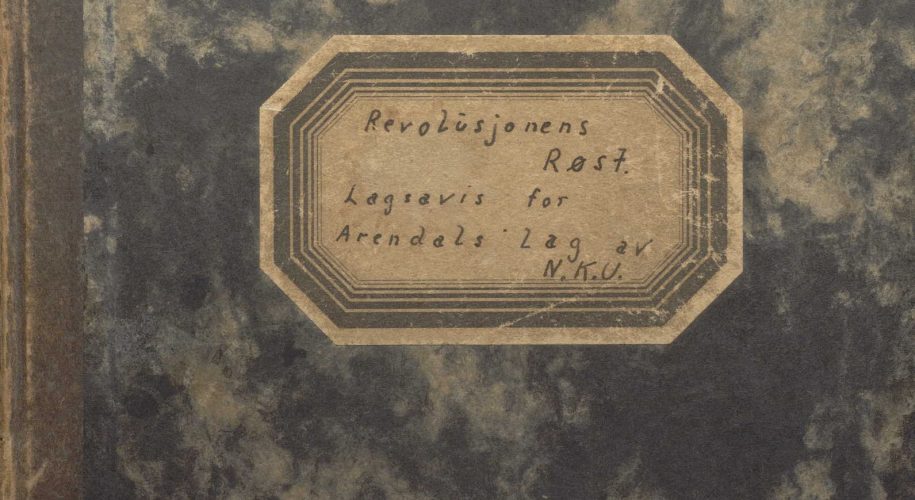 Revolusjonens
Røst.
Lagsavis for
Arendals lag av
N.K.U.